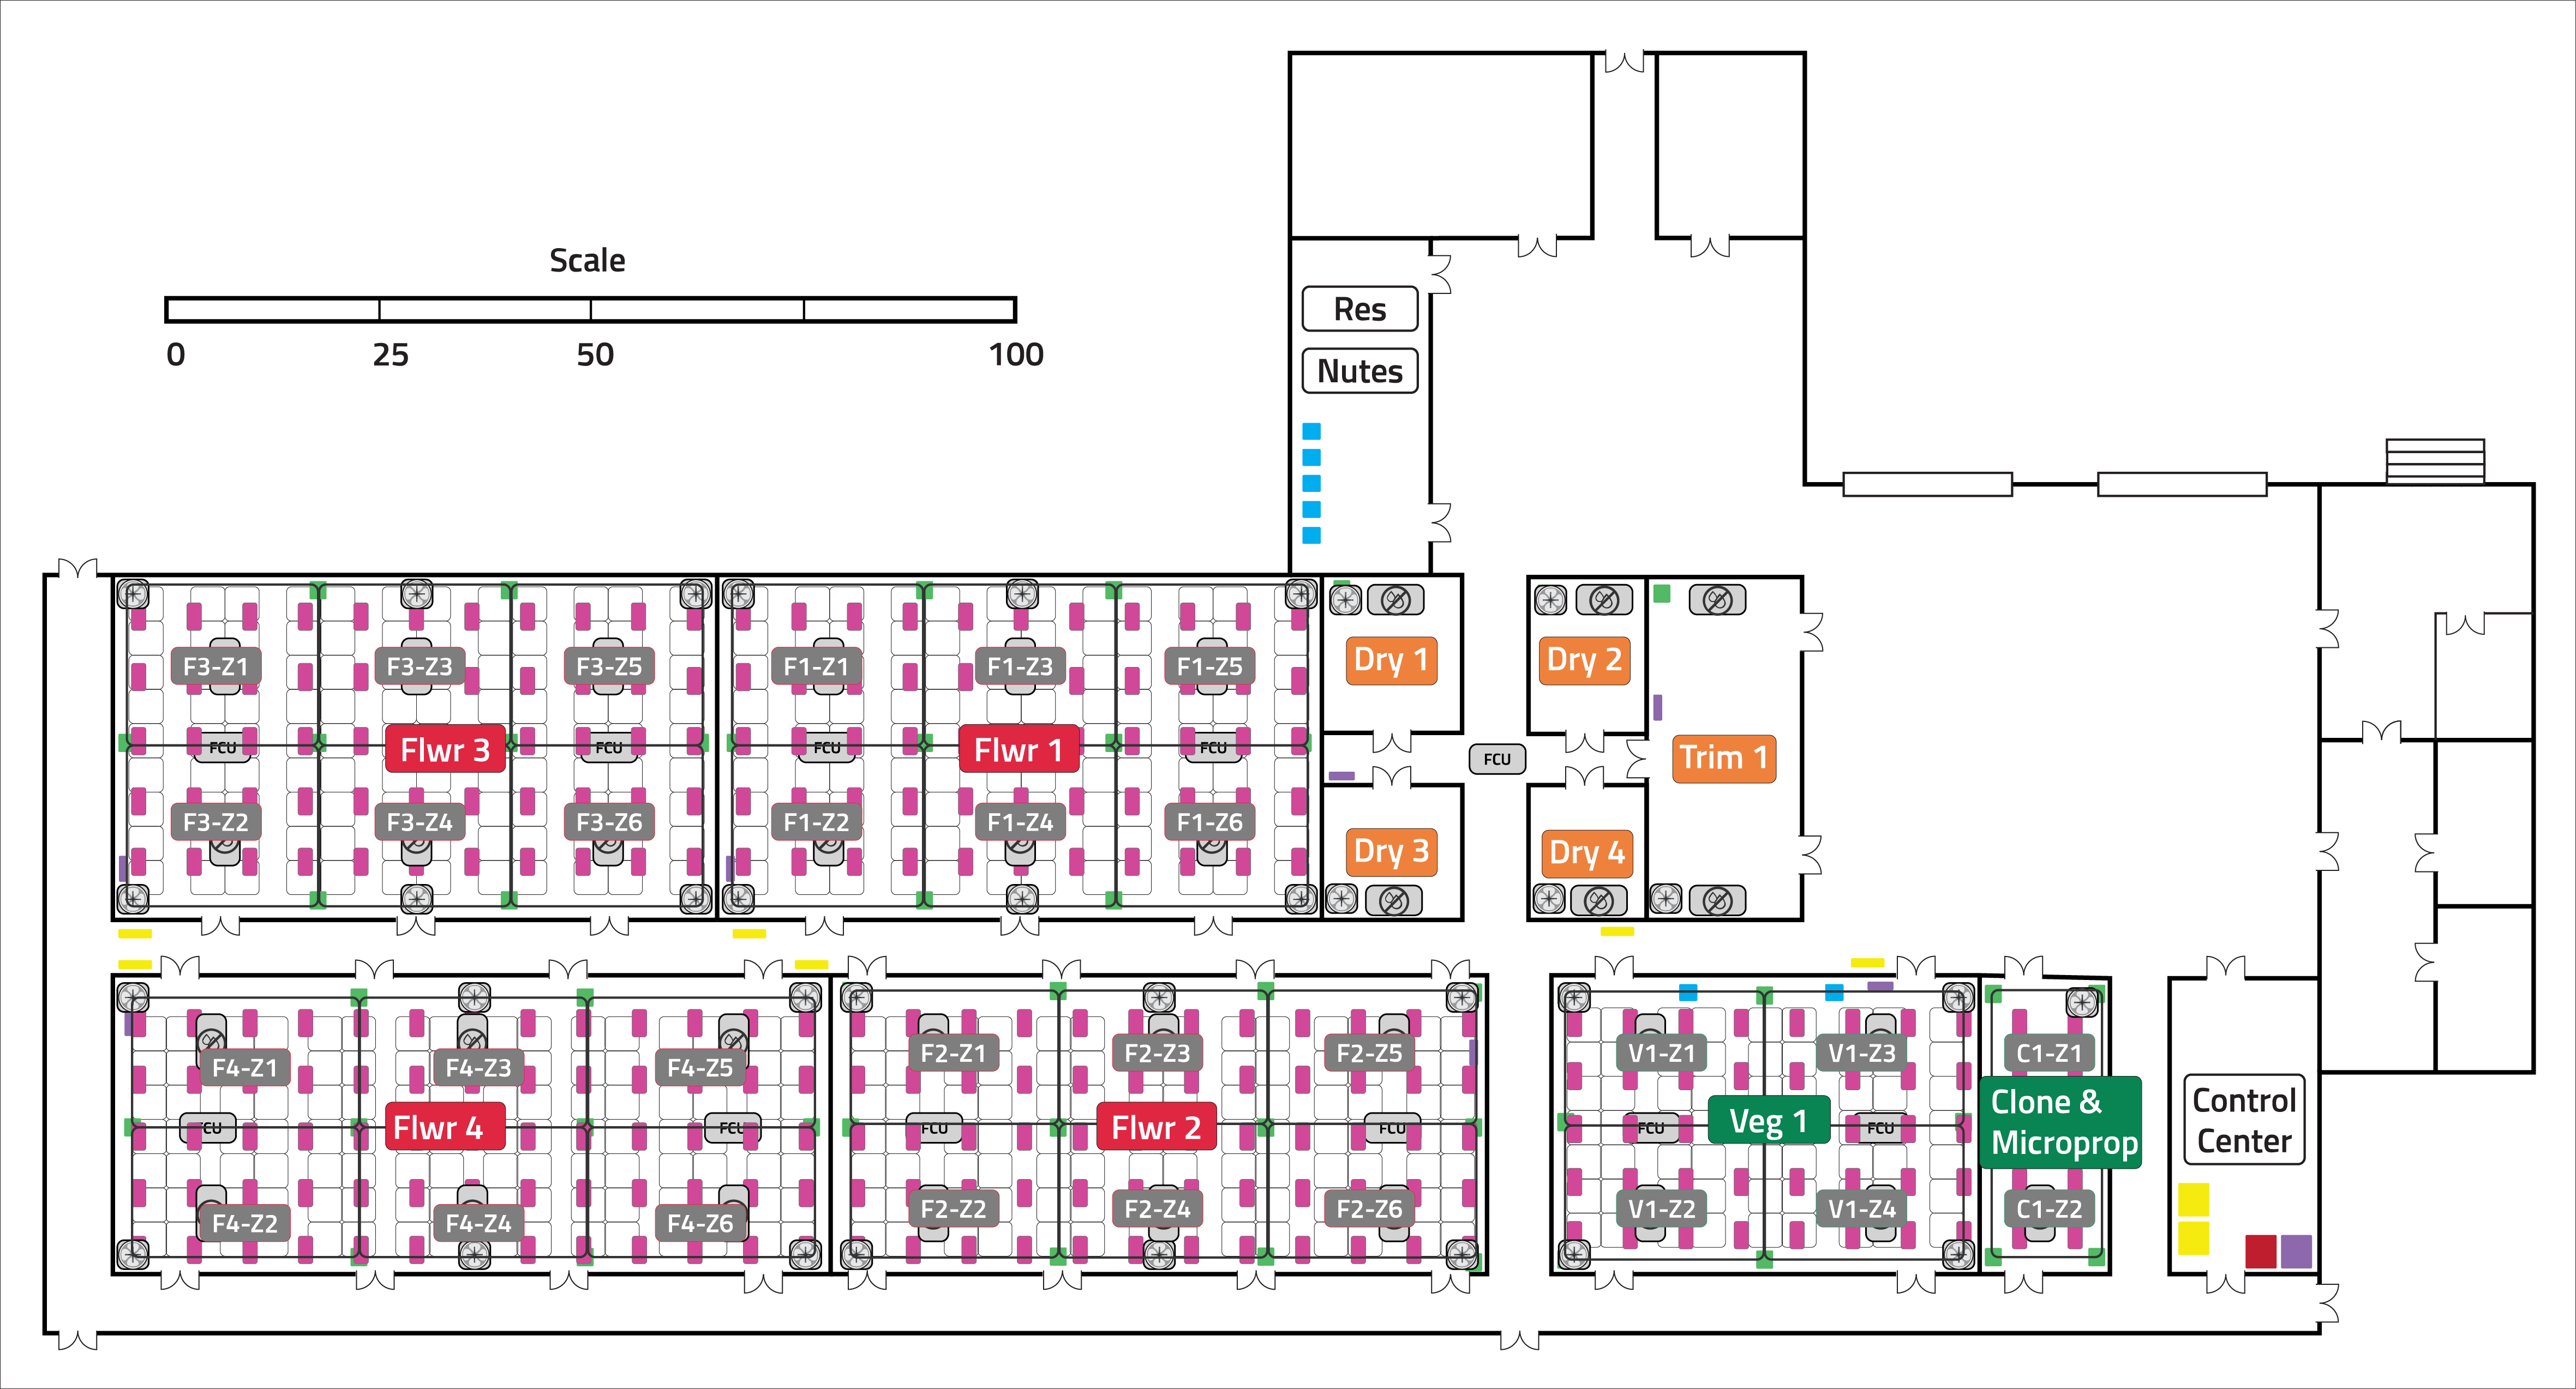 Scale
0 25 50 100
Res
Nutes
F3-Z1 F3-Z3 F3-Z5 F1-Z1 F1-Z3 F1-Z5 Dry 1 Dry 2
FCU Flwr 3 FCU FCU Flwr 1 FCU FCU Trim 1
F3-Z2 F3-Z4 F3-Z6 F1-Z2 F1-Z4 F1-Z6 Dry 3 Dry 4
F4-Z1 F4-Z3 F4-Z5 F2-Z1 F2-Z3 F2-Z5 V1-Z1 V1-Z3 C1-Z1
FCU Flwr 4 FCU FCU Flwr 2 FCU FCU Veg 1 FCU
Clone &
Microprop
Control
Center
F4-Z2 F4-Z4 F4-Z6 F2-Z2 F2-Z4 F2-Z6 V1-Z2 V1-Z4 C1-Z2